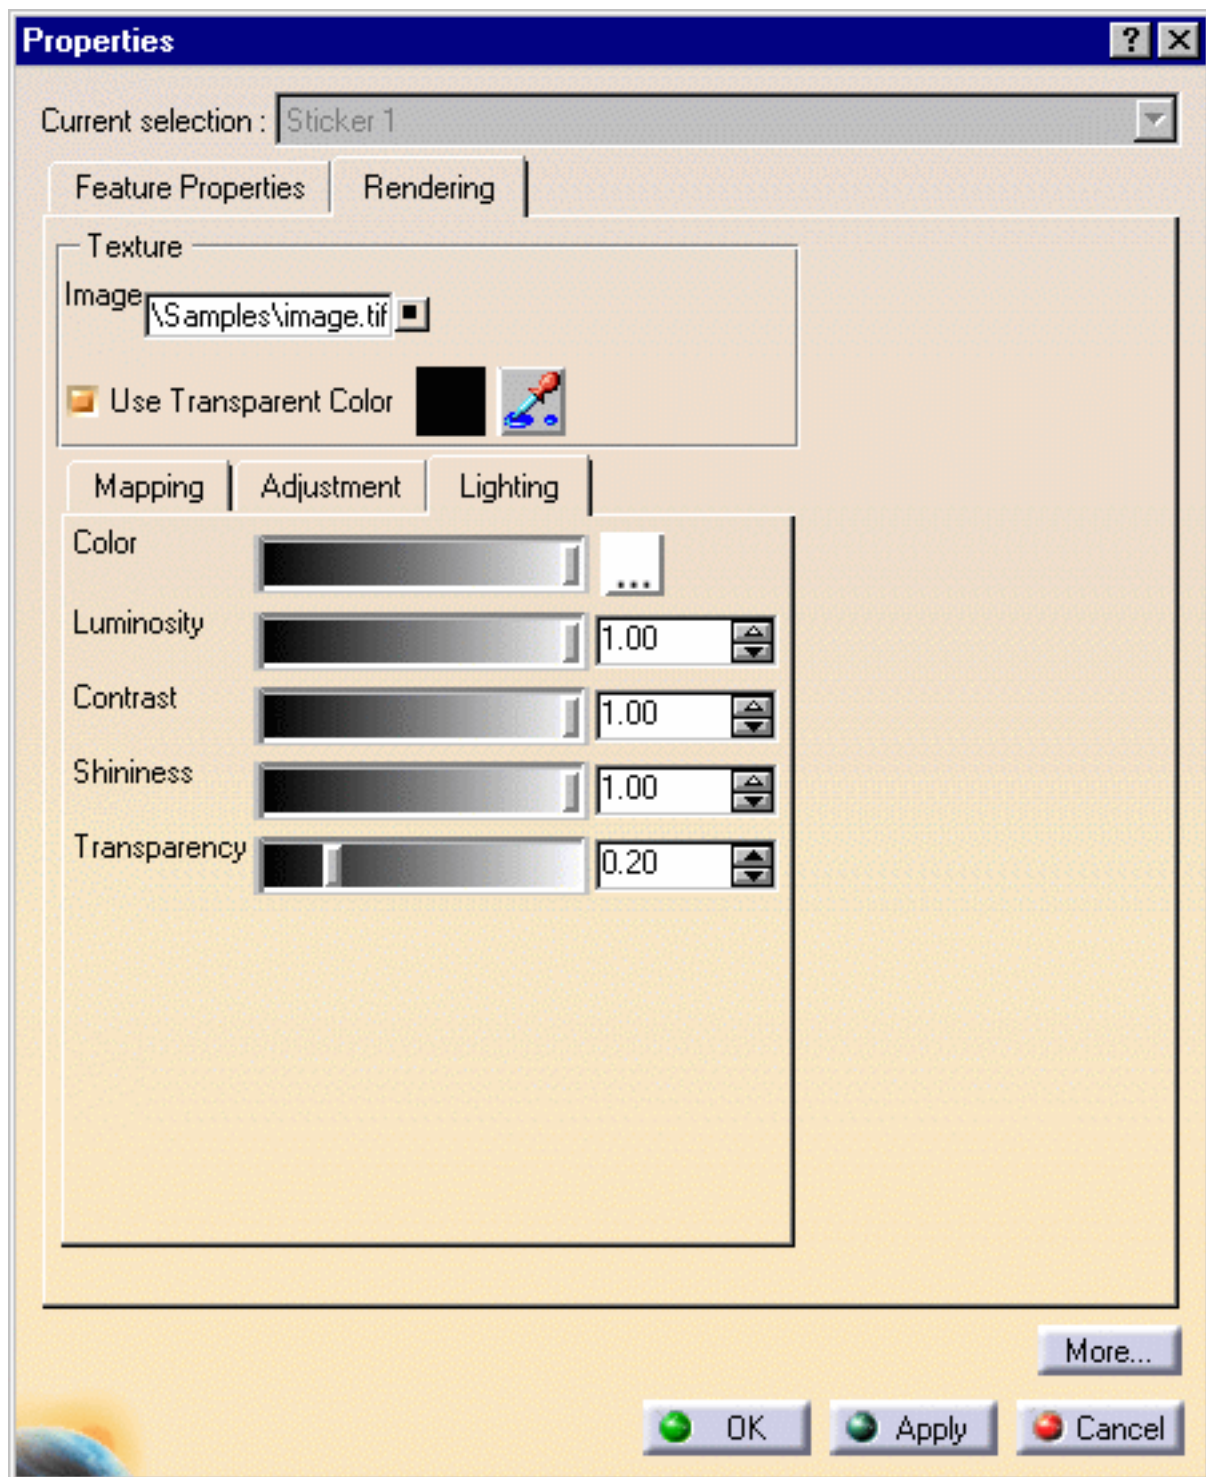 Properties
Current selection : Sticker 1
Feature Properties Rendering
Texture
Image \Samples\image.tif
Use Transparent Color
Mapping Adjustment Lighting
Color ...
Luminosity 1.00
Contrast 1.00
Shininess 1.00
Transparency 0.20
More...
OK Apply Cancel